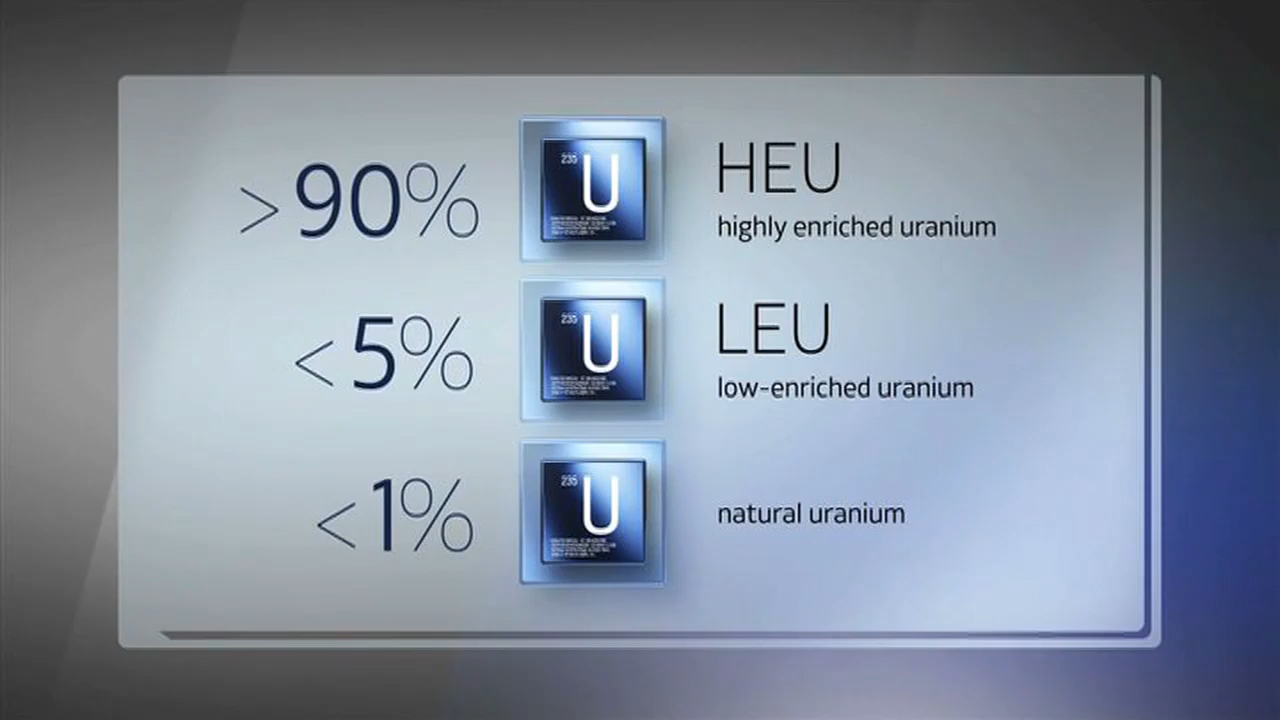 >90%
235
U
HEU
highly enriched uranium
<5%
235
U
LEU
low-enriched uranium
<1%
235
U
natural uranium